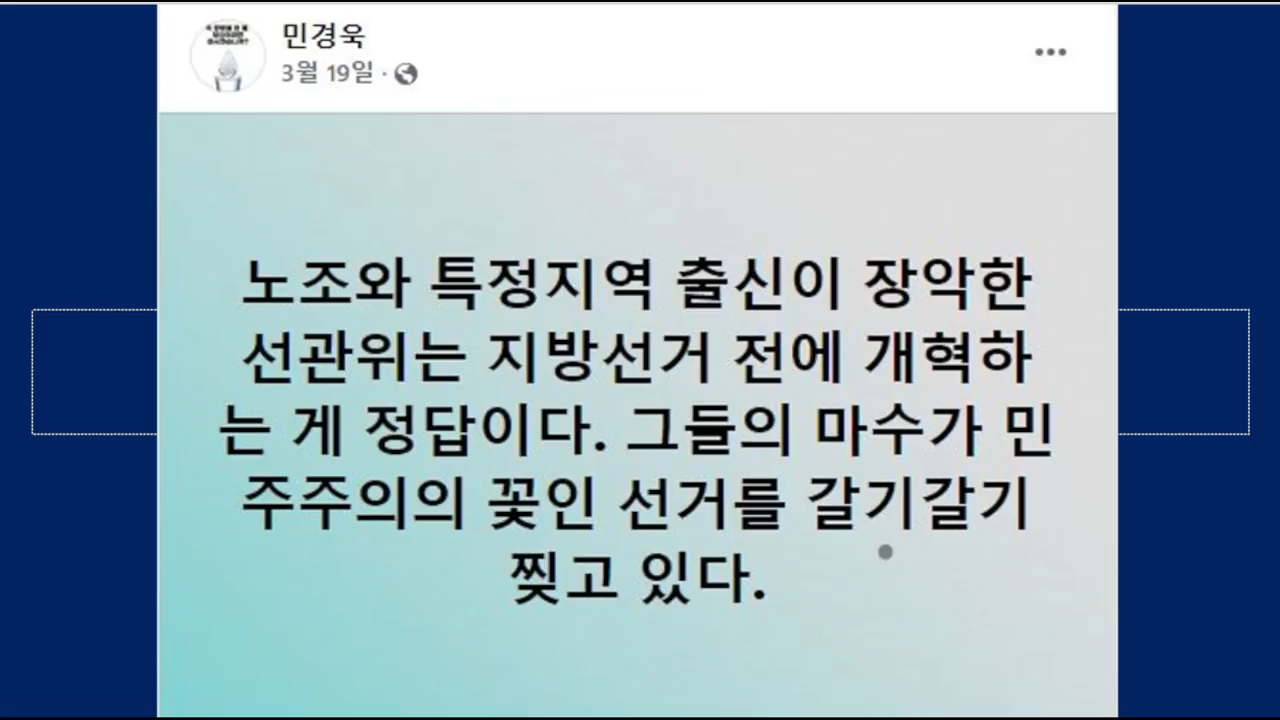 민경욱
3월 19일 ·
노조와 특정지역 출신이 장악한
선관위는 지방선거 전에 개혁하
는 게 정답이다. 그들의 마수가 민
주주의의 꽃인 선거를 갈기갈기
찢고 있다.